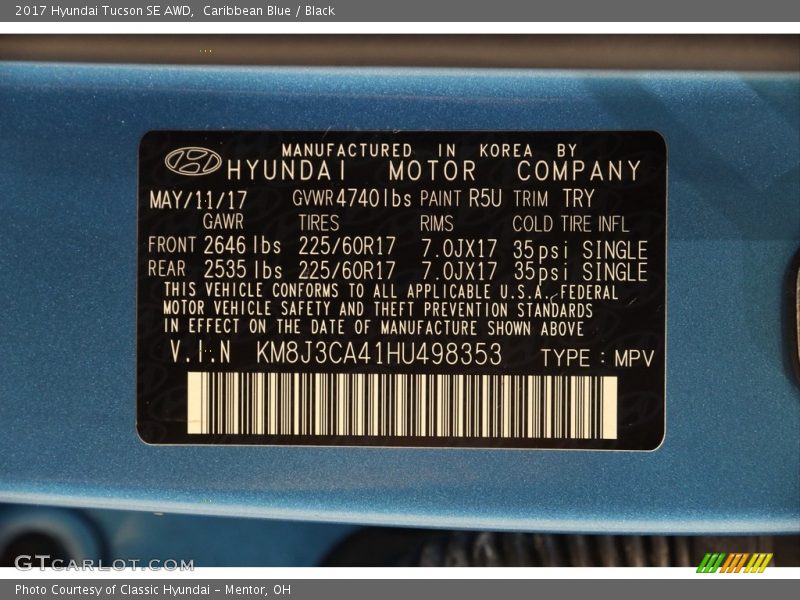 2017 Hyundai Tucson SE AWD,  Caribbean Blue / Black
MANUFACTURED IN KOREA BY
HYUNDAI MOTOR COMPANY
MAY/11/17 GVWR 4740lbs PAINT R5U TRIM TRY
GAWR TIRES RIMS COLD TIRE INFL
FRONT 2646 lbs 225/60R17 7.0JX17 35psi SINGLE
REAR 2535 lbs 225/60R17 7.0JX17 35psi SINGLE
THIS VEHICLE CONFORMS TO ALL APPLICABLE U.S.A. FEDERAL
MOTOR VEHICLE SAFETY AND THEFT PREVENTION STANDARDS
IN EFFECT ON THE DATE OF MANUFACTURE SHOWN ABOVE
V.I.N KM8J3CA41HU498353 TYPE : MPV
GTCARLOT.COM
Photo Courtesy of Classic Hyundai - Mentor, OH